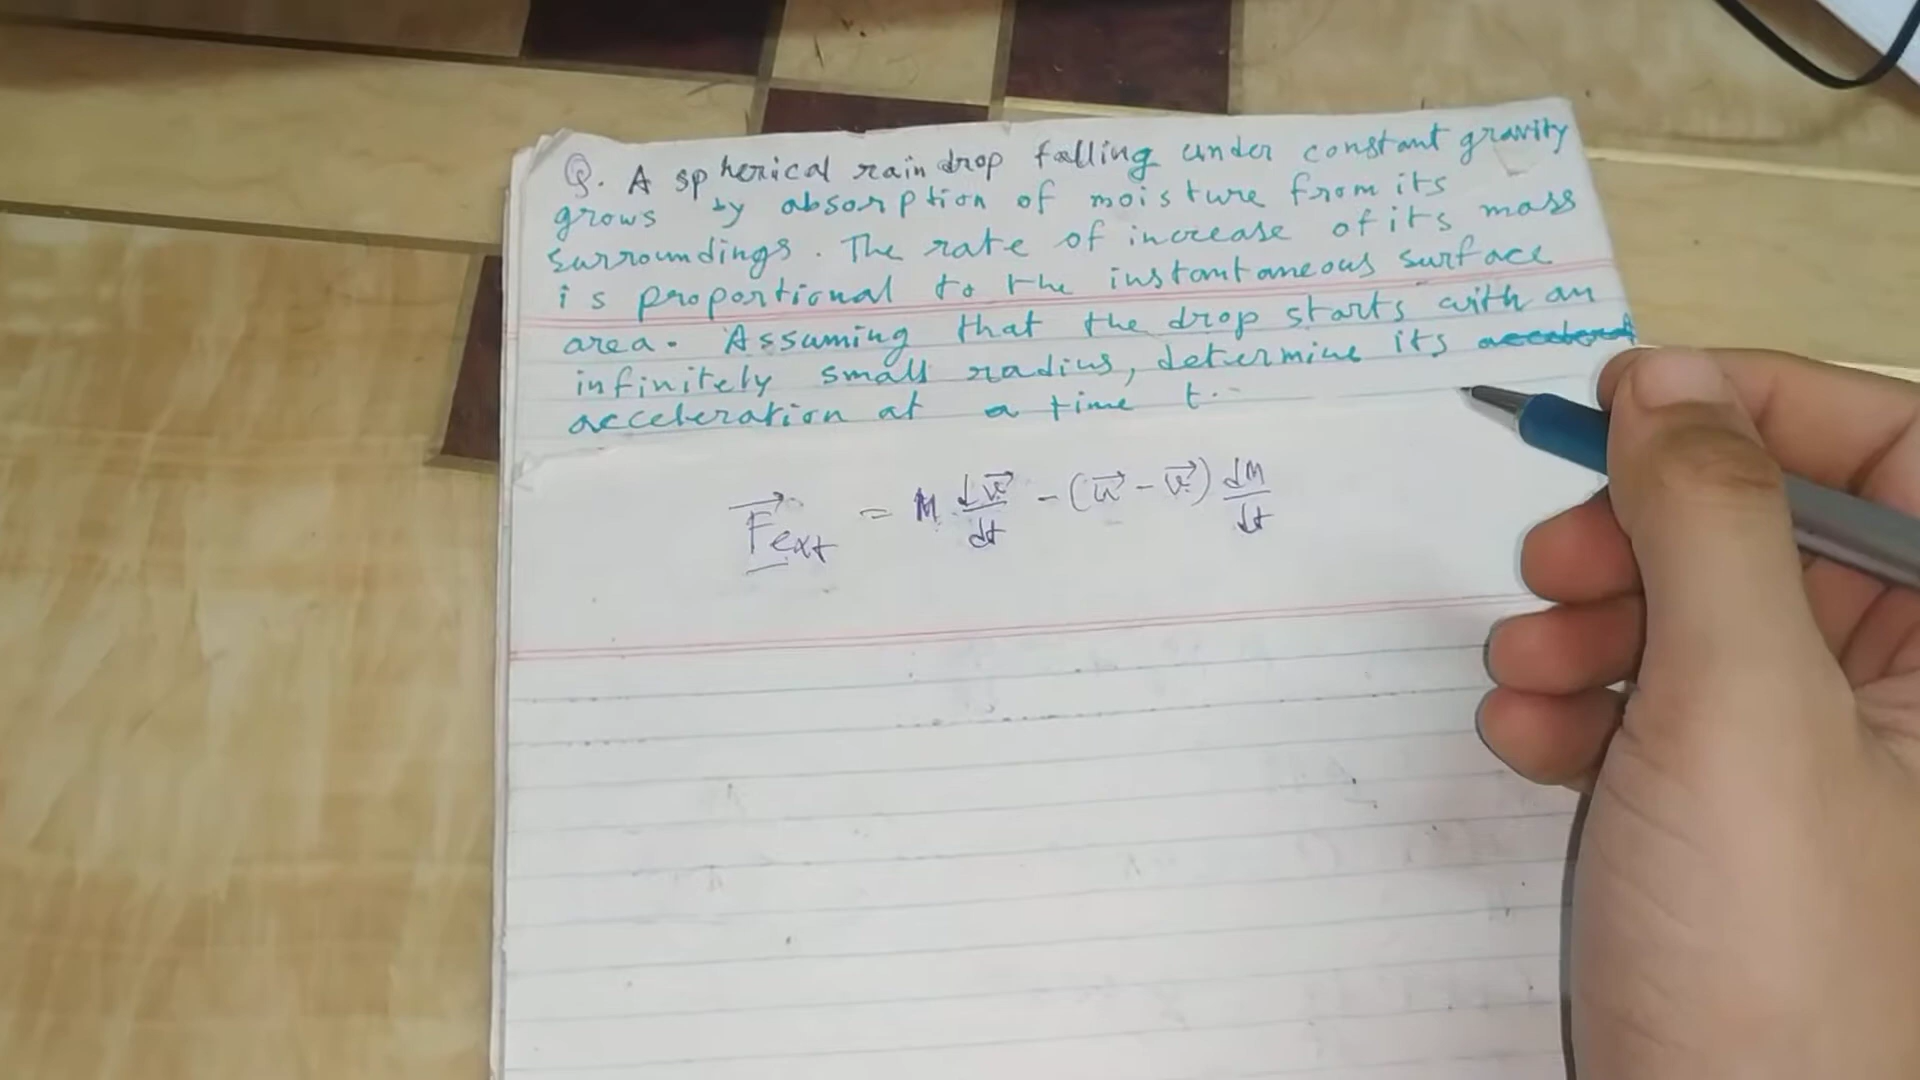 Q. A spherical rain drop falling under constant gravity
grows by absorption of moisture from its
surroundings. The rate of increase of its mass
is proportional to the instantaneous surface
area. Assuming that the drop starts with an
infinitely small radius, determine its
acceleration at a time t.
F⃗ext = M dv⃗/dt - (u⃗ - v⃗) dM/dt